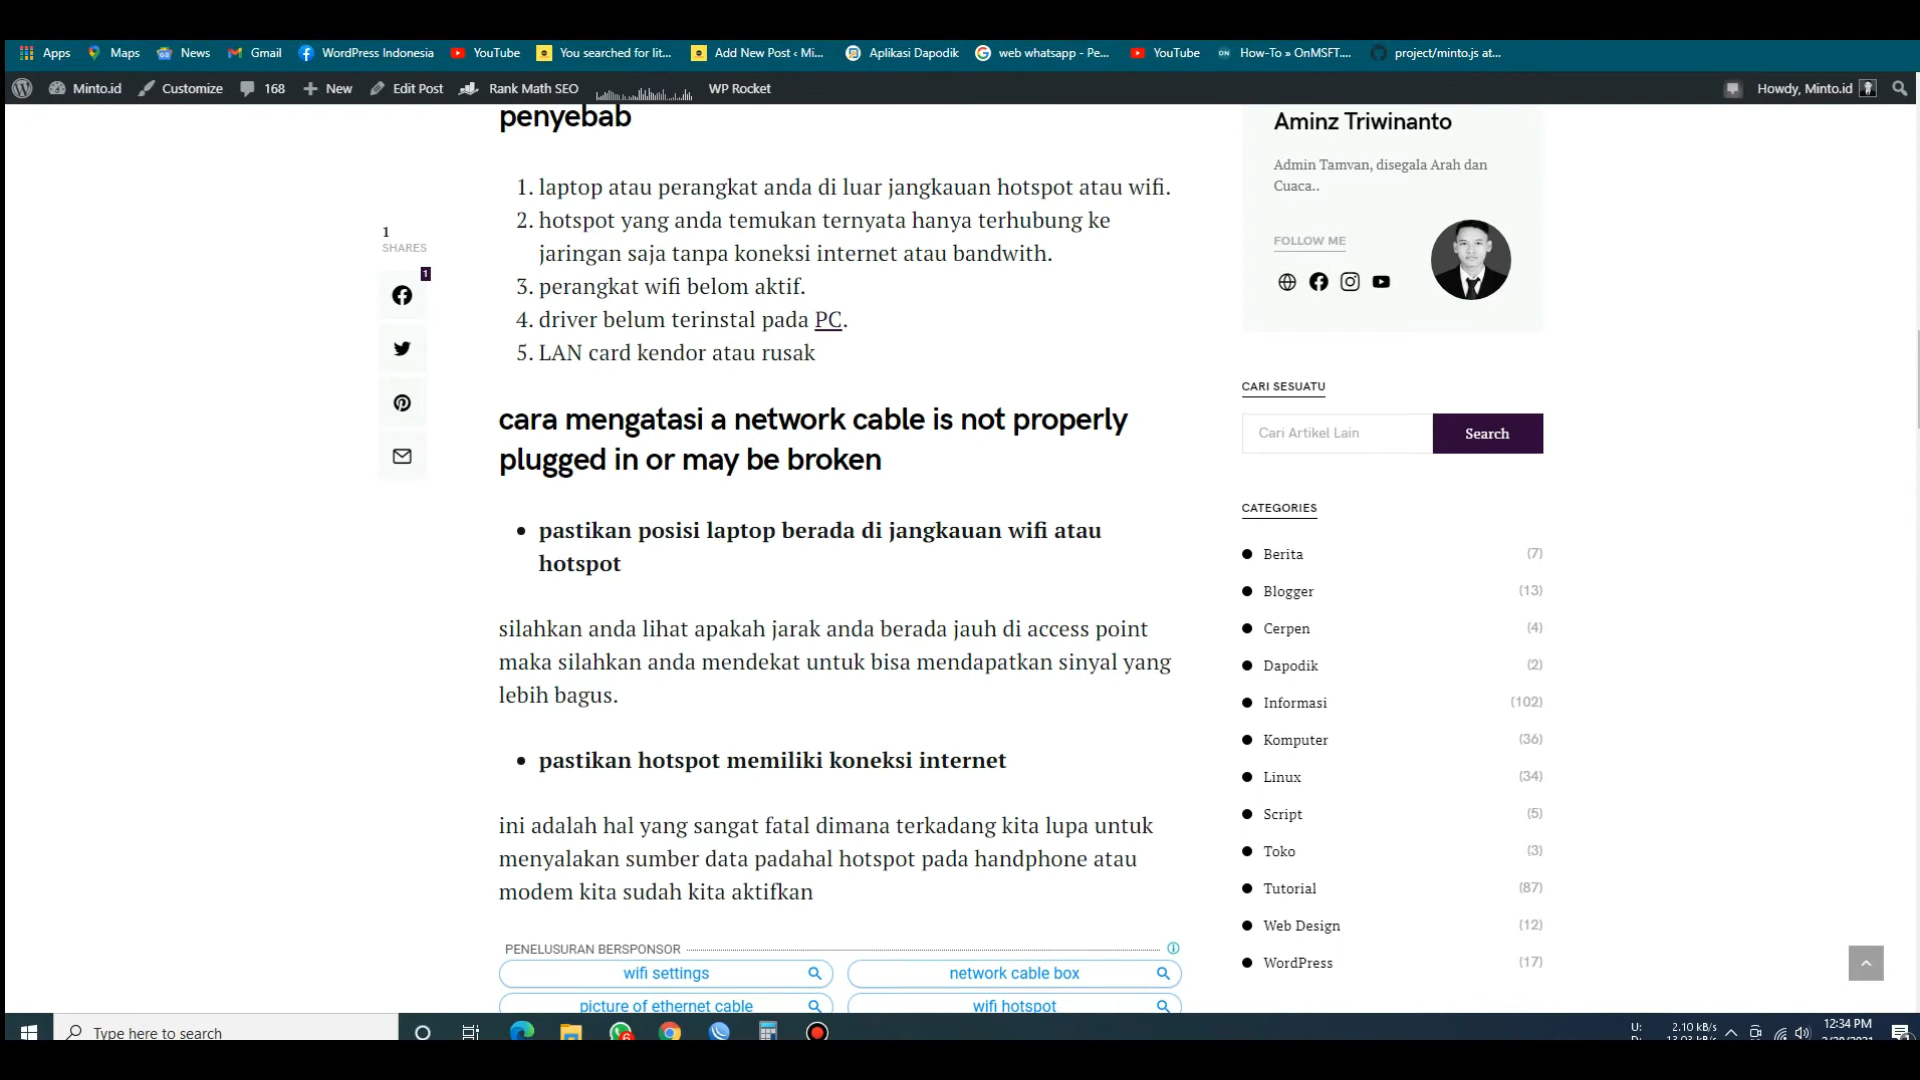 Apps Maps News Gmail WordPress Indonesia YouTube You searched for lit... Add New Post ‹ Mi... Aplikasi Dapodik web whatsapp - Pe... YouTube How-To » OnMSFT.... project/minto.js at...
Minto.id Customize 168 New Edit Post Rank Math SEO WP Rocket Howdy, Minto.id
penyebab
1. laptop atau perangkat anda di luar jangkauan hotspot atau wifi.
2. hotspot yang anda temukan ternyata hanya terhubung ke
jaringan saja tanpa koneksi internet atau bandwith.
3. perangkat wifi belom aktif.
4. driver belum terinstal pada PC.
5. LAN card kendor atau rusak
1
SHARES
1
cara mengatasi a network cable is not properly
plugged in or may be broken
• pastikan posisi laptop berada di jangkauan wifi atau
hotspot
silahkan anda lihat apakah jarak anda berada jauh di access point
maka silahkan anda mendekat untuk bisa mendapatkan sinyal yang
lebih bagus.
• pastikan hotspot memiliki koneksi internet
ini adalah hal yang sangat fatal dimana terkadang kita lupa untuk
menyalakan sumber data padahal hotspot pada handphone atau
modem kita sudah kita aktifkan
PENELUSURAN BERSPONSOR
wifi settings
network cable box
picture of ethernet cable
wifi hotspot
Aminz Triwinanto
Admin Tamvan, disegala Arah dan
Cuaca..
FOLLOW ME
CARI SESUATU
Cari Artikel Lain Search
CATEGORIES
Berita (7)
Blogger (13)
Cerpen (4)
Dapodik (2)
Informasi (102)
Komputer (36)
Linux (34)
Script (5)
Toko (3)
Tutorial (87)
Web Design (12)
WordPress (17)
Type here to search
6
U: 2.10 kB/s
12:34 PM